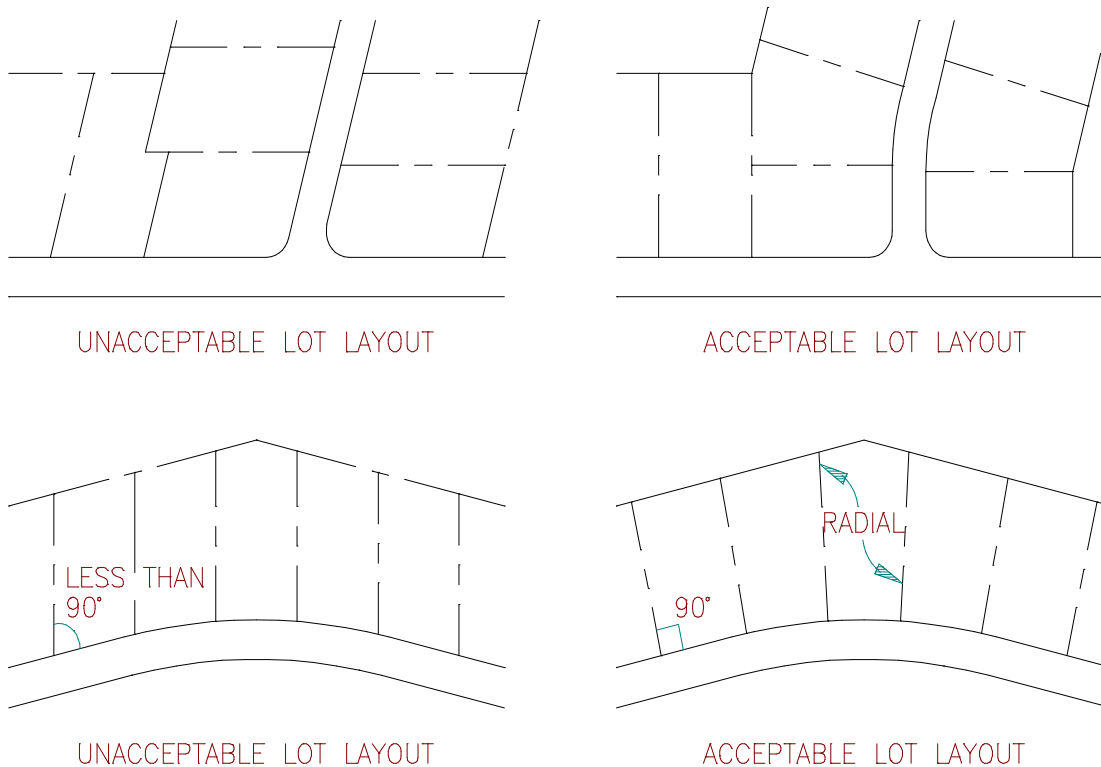 UNACCEPTABLE LOT LAYOUT
ACCEPTABLE LOT LAYOUT
LESS THAN
90°
RADIAL
90°
UNACCEPTABLE LOT LAYOUT
ACCEPTABLE LOT LAYOUT